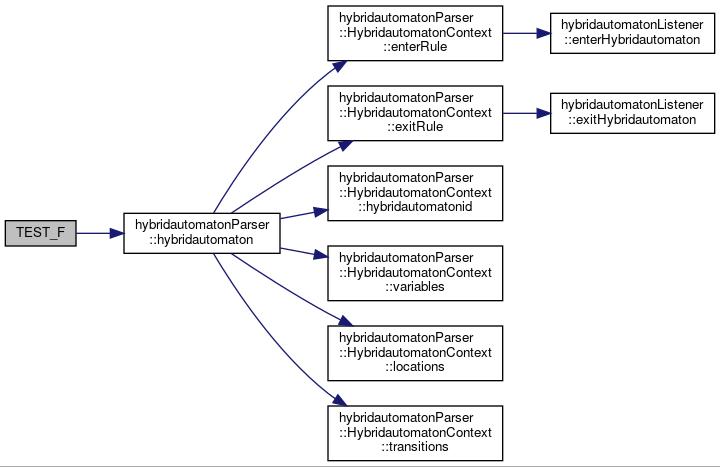 TEST_F
hybridautomatonParser
::hybridautomaton
hybridautomatonParser
::HybridautomatonContext
::enterRule
hybridautomatonListener
::enterHybridautomaton
hybridautomatonParser
::HybridautomatonContext
::exitRule
hybridautomatonListener
::exitHybridautomaton
hybridautomatonParser
::HybridautomatonContext
::hybridautomatonid
hybridautomatonParser
::HybridautomatonContext
::variables
hybridautomatonParser
::HybridautomatonContext
::locations
hybridautomatonParser
::HybridautomatonContext
::transitions